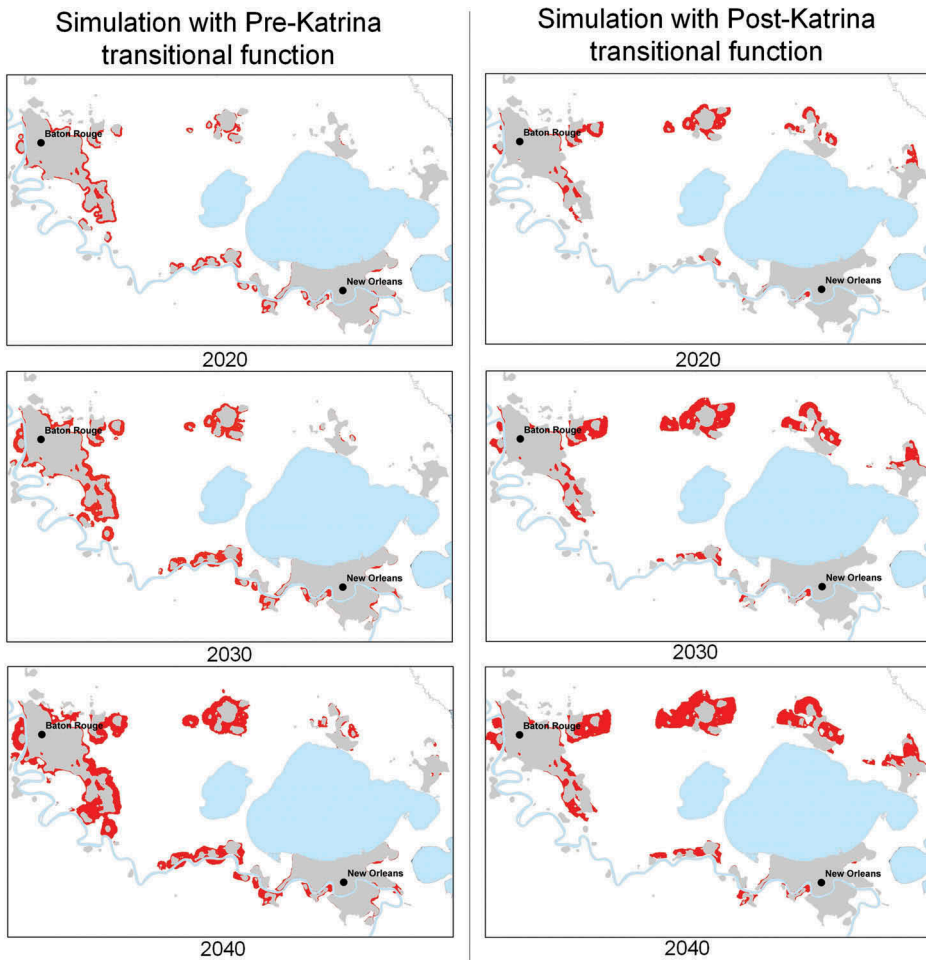 Simulation with Pre-Katrina
transitional function
Simulation with Post-Katrina
transitional function
Baton Rouge
New Orleans
2020
Baton Rouge
New Orleans
2020
Baton Rouge
New Orleans
2030
Baton Rouge
New Orleans
2030
Baton Rouge
New Orleans
2040
Baton Rouge
New Orleans
2040